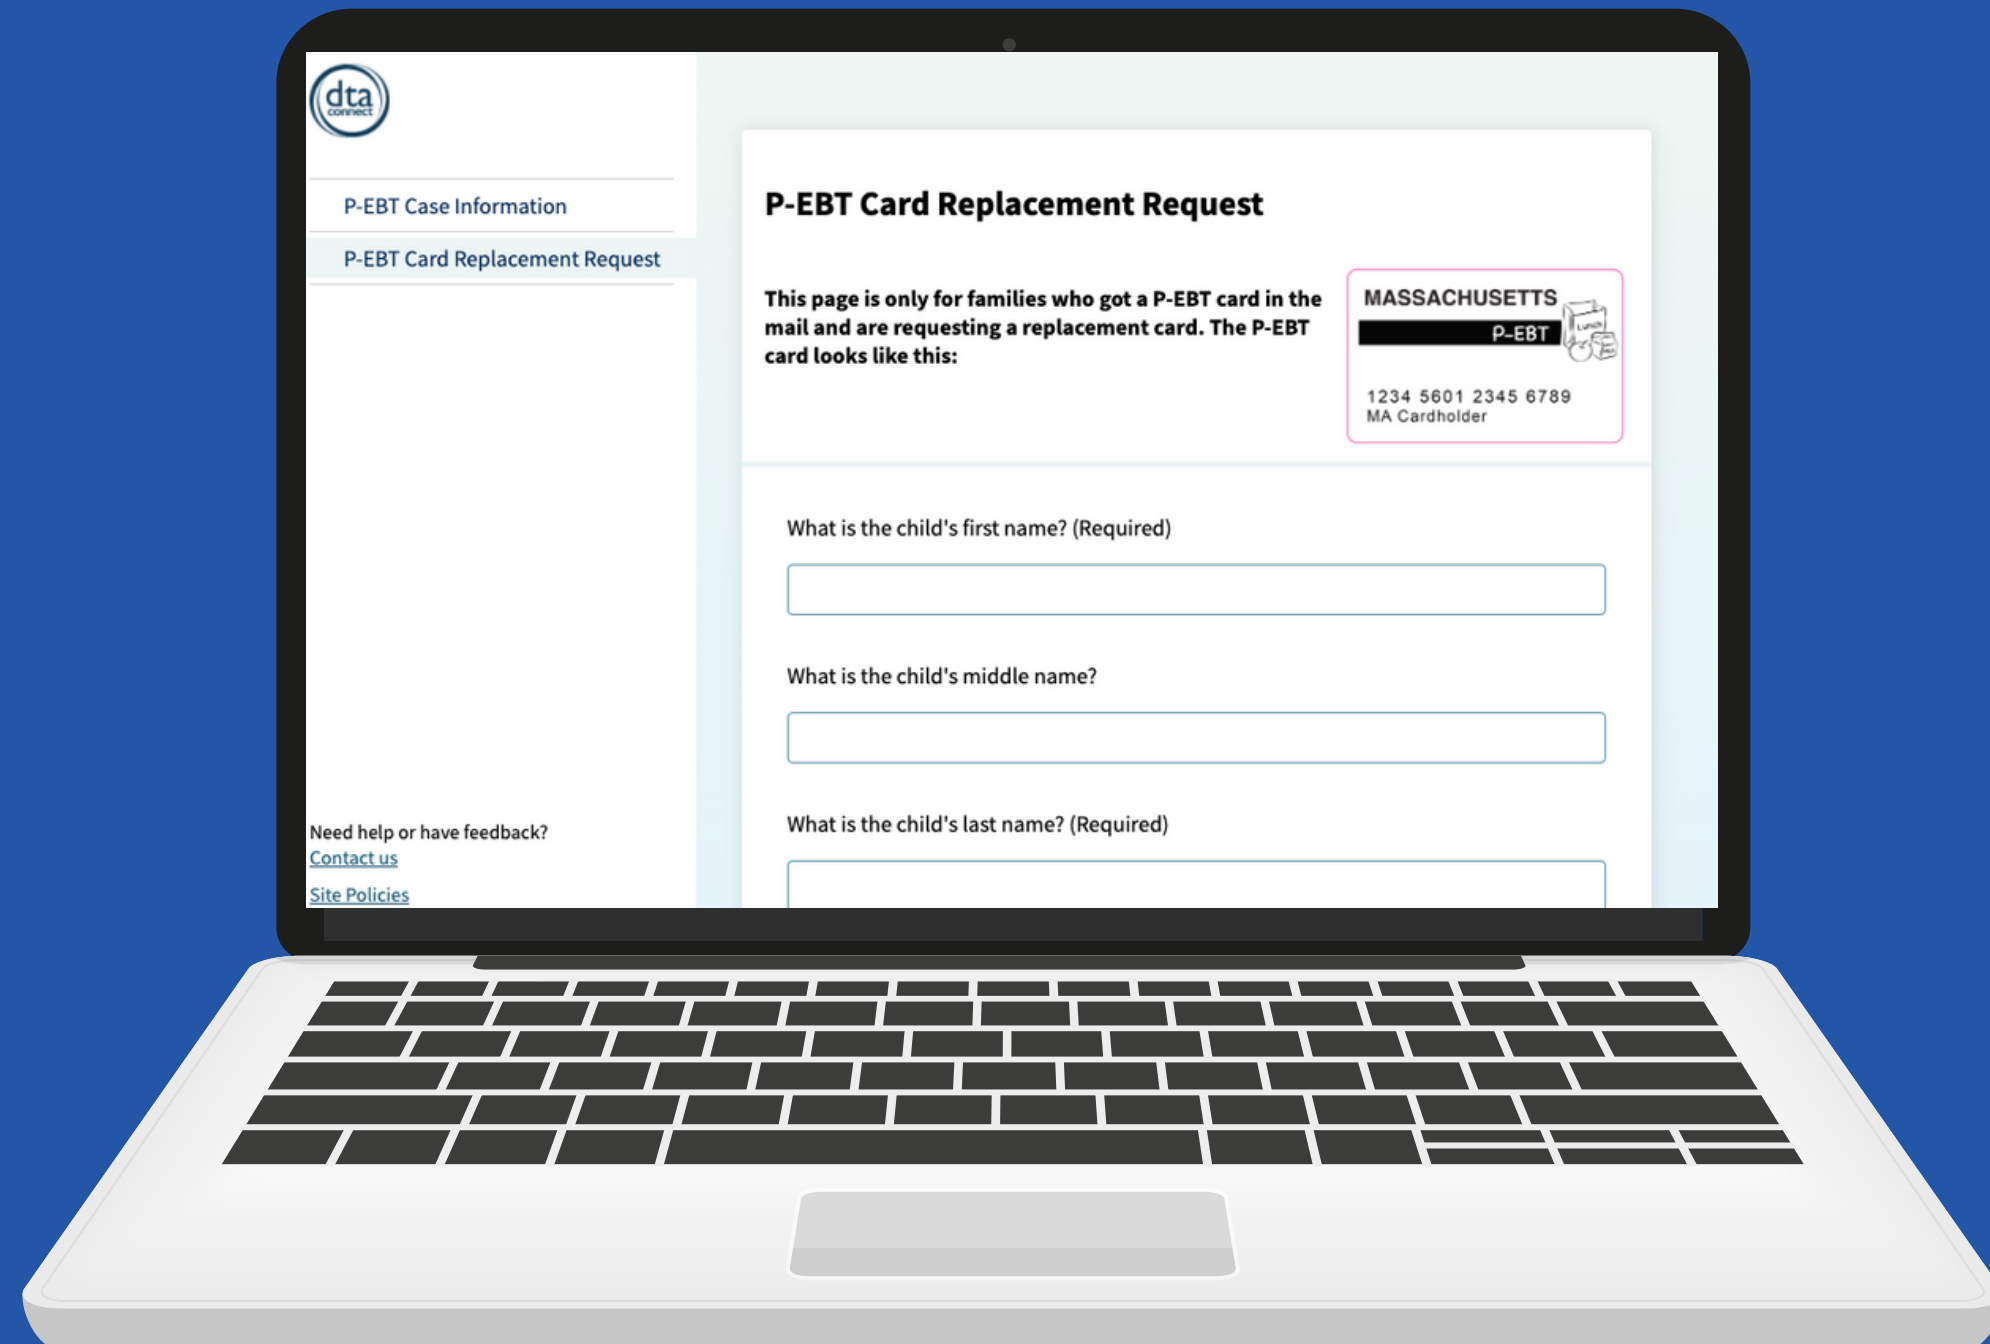 dta
connect
P-EBT Case Information
P-EBT Card Replacement Request
Need help or have feedback?
Contact us
Site Policies
P-EBT Card Replacement Request
This page is only for families who got a P-EBT card in the
mail and are requesting a replacement card. The P-EBT
card looks like this:
MASSACHUSETTS
P-EBT
LUNCH
1234 5601 2345 6789
MA Cardholder
What is the child's first name? (Required)
What is the child's middle name?
What is the child's last name? (Required)